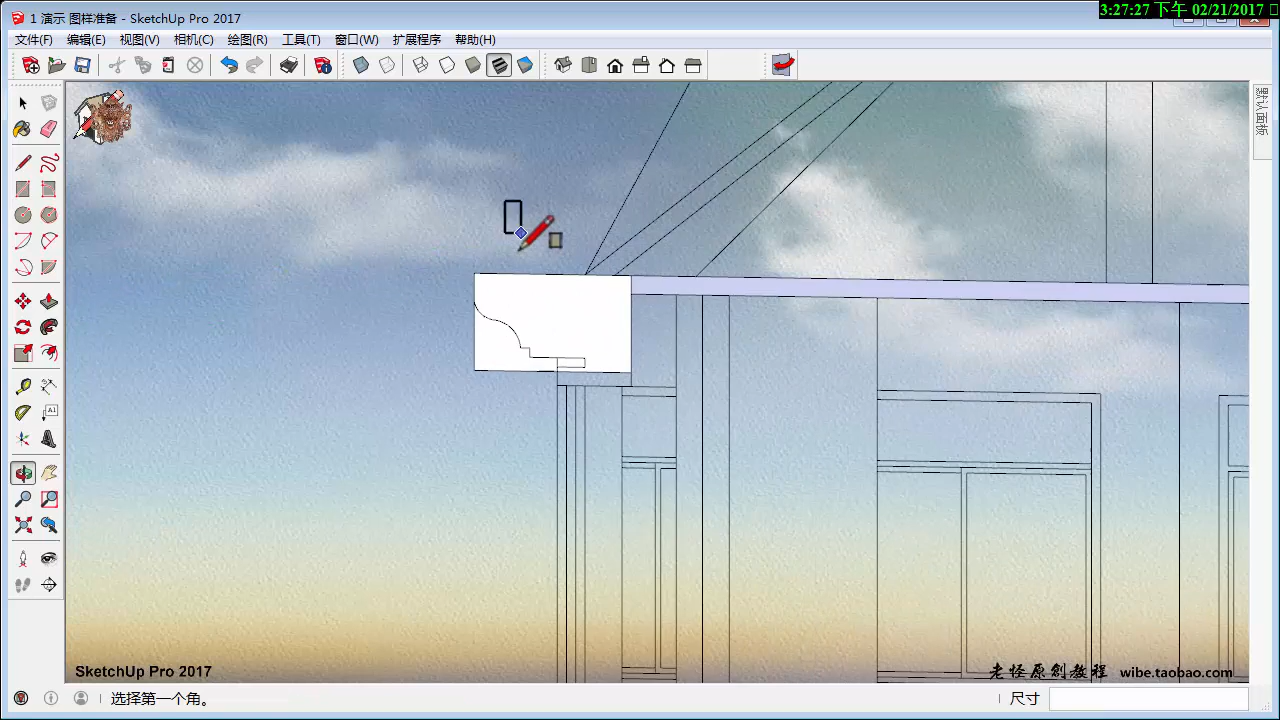 3:27:27 下午 02/21/2017
1 演示 图样准备 - SketchUp Pro 2017
文件(F) 编辑(E) 视图(V) 相机(C) 绘图(R) 工具(T) 窗口(W) 扩展程序 帮助(H)
默认面板
SketchUp Pro 2017
老怪原創教程 wibe.taobao.com
选择第一个角。
尺寸